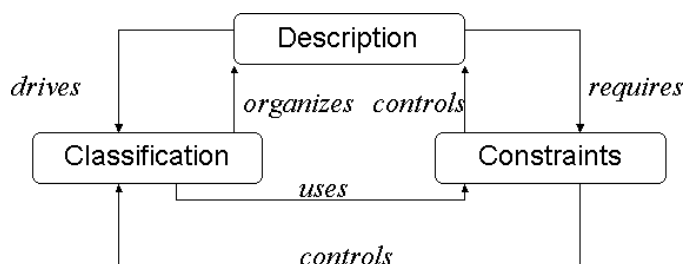 Description
drives
requires
organizes
controls
Classification
Constraints
uses
controls